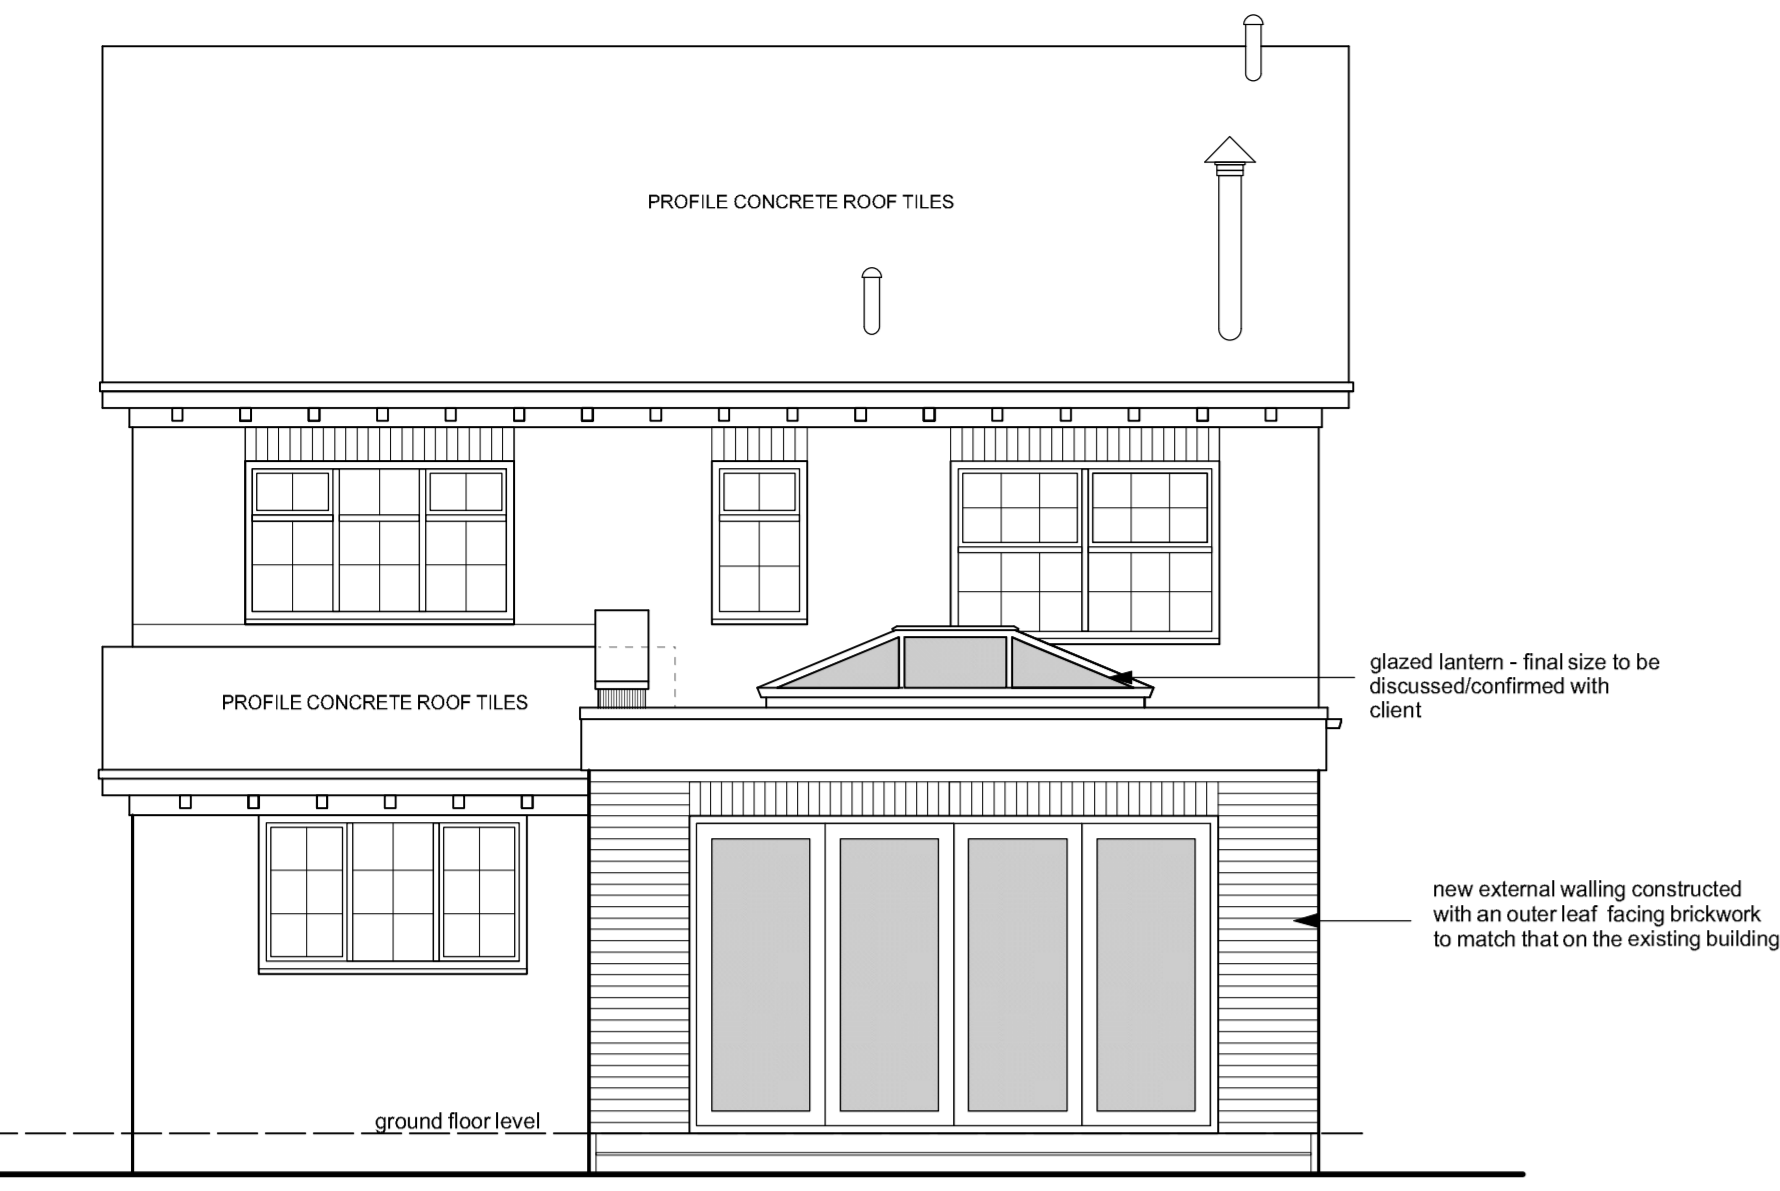 PROFILE CONCRETE ROOF TILES
glazed lantern - final size to be
discussed/confirmed with
client
PROFILE CONCRETE ROOF TILES
new external walling constructed
with an outer leaf facing brickwork
to match that on the existing building
ground floor level